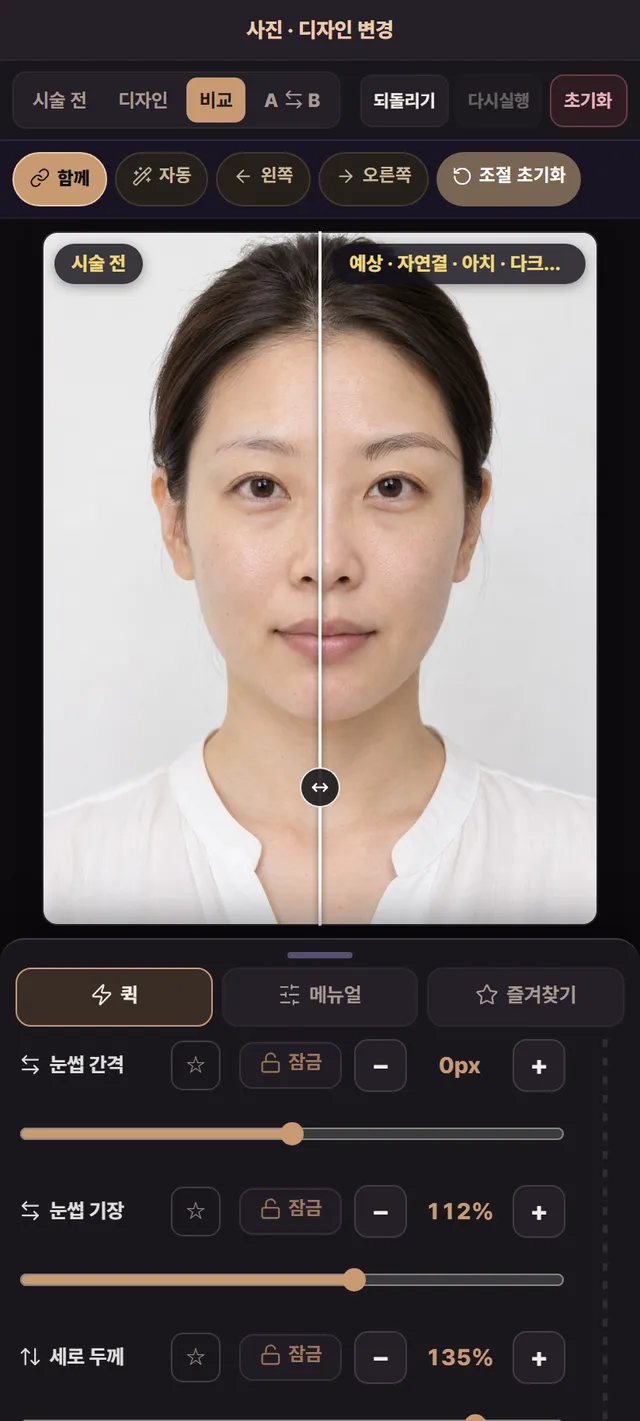 사진 · 디자인 변경
시술 전 디자인 비교 A ⇆ B 되돌리기 다시실행 초기화
함께 자동 ← 왼쪽 → 오른쪽 조절 초기화
시술 전 예상 · 자연결 · 아치 · 다크...
퀵 메뉴얼 즐겨찾기
눈썹 간격 잠금 − 0px +
눈썹 기장 잠금 − 112% +
세로 두께 잠금 − 135% +